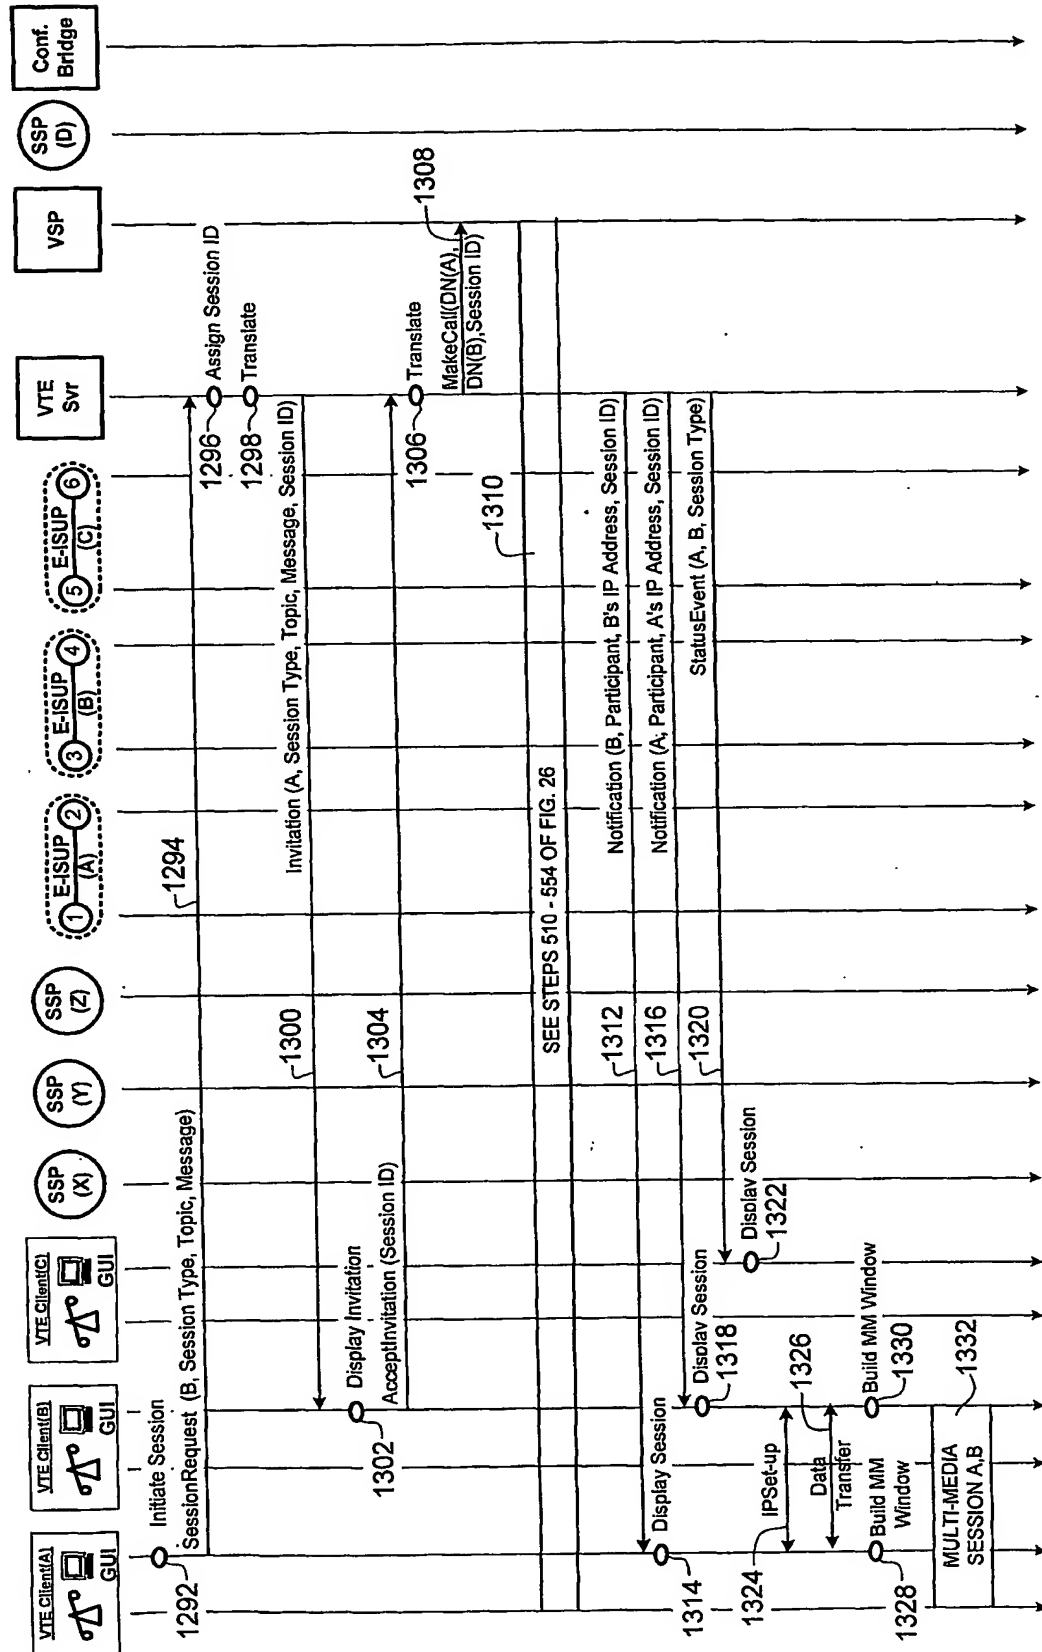 VTE Client(A)
GUI
VTE Client(B)
GUI
VTE Client(C)
GUI
SSP
(X)
SSP
(Y)
SSP
(Z)
1
E-ISUP
(A)
2
3
E-ISUP
(B)
4
5
E-ISUP
(C)
6
VTE
Svr
VSP
SSP
(D)
Conf.
Bridge
Initiate Session
1292
SessionRequest (B, Session Type, Topic, Message)
1294
1296
Assign Session ID
1298
Translate
Invitation (A, Session Type, Topic, Message, Session ID)
1300
Display Invitation
1302
AcceptInvitation (Session ID)
1304
1306
Translate
MakeCall(DN(A),
DN(B),Session ID)
1308
1310
SEE STEPS 510 - 554 OF FIG. 26
1312
Notification (B, Participant, B's IP Address, Session ID)
Display Session
1314
1316
Notification (A, Participant, A's IP Address, Session ID)
Display Session
1318
1320
StatusEvent (A, B, Session Type)
Display Session
1322
IPSet-up
1324
Data
Transfer
1326
Build MM
Window
1328
Build MM Window
1330
MULTI-MEDIA
SESSION A,B
1332